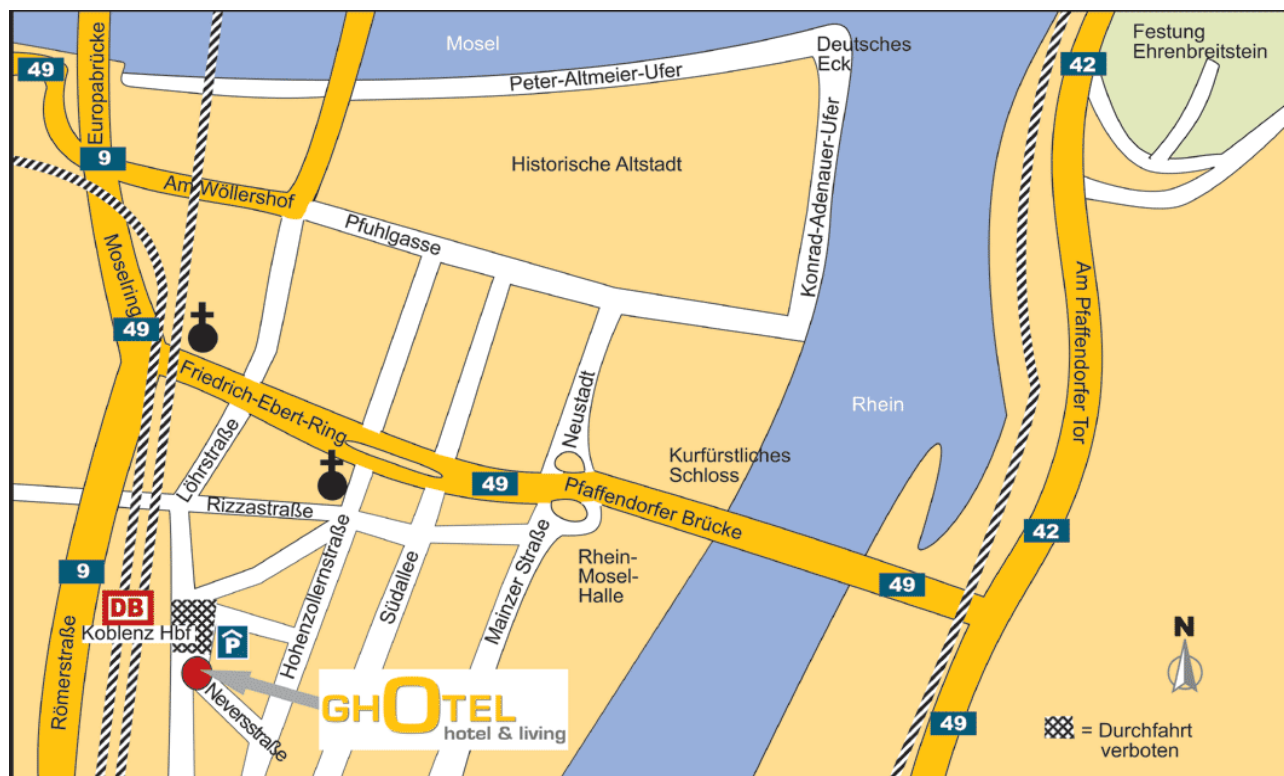 Mosel
Deutsches
Eck
Festung
Ehrenbreitstein
49
Europabrücke
Peter-Altmeier-Ufer
42
9
Am Wöllershof
Historische Altstadt
Konrad-Adenauer-Ufer
Pfuhlgasse
Moselring
49
Am Pfaffendorfer Tor
Friedrich-Ebert-Ring
Neustadt
Rhein
Löhrstraße
Kurfürstliches
Schloss
49
Rizzastraße
Pfaffendorfer Brücke
42
Hohenzollernstraße
Südallee
Mainzer Straße
Rhein-
Mosel-
Halle
9
49
DB
Koblenz Hbf
P
Römerstraße
Neversstraße
GHOTEL
hotel & living
N
49
= Durchfahrt
verboten